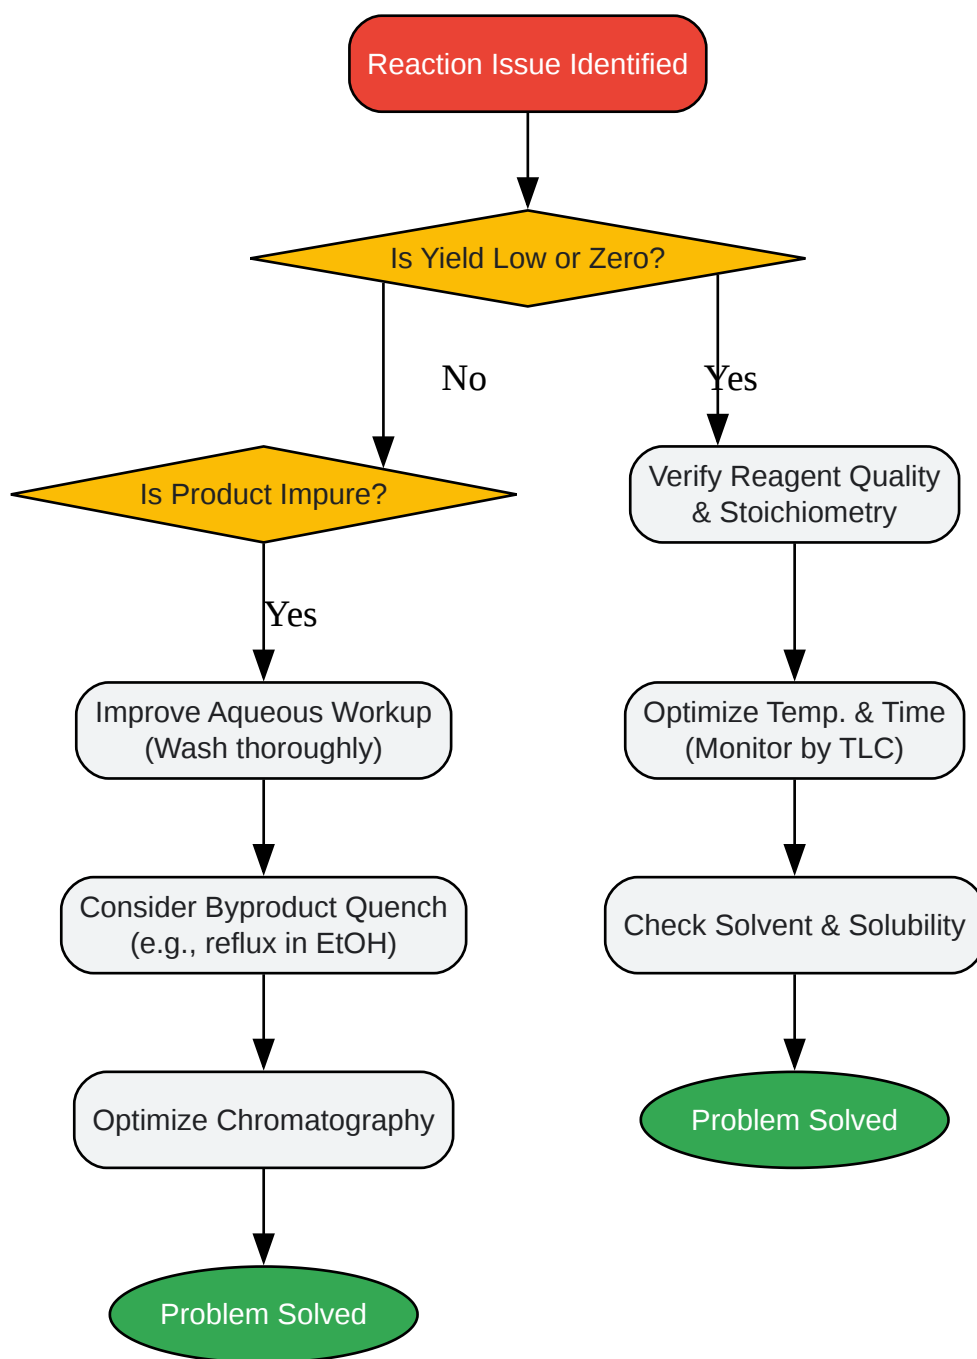 Reaction Issue Identified
Is Yield Low or Zero?
No
Yes
Is Product Impure?
Verify Reagent Quality
& Stoichiometry
Yes
Improve Aqueous Workup
(Wash thoroughly)
Optimize Temp. & Time
(Monitor by TLC)
Consider Byproduct Quench
(e.g., reflux in EtOH)
Check Solvent & Solubility
Optimize Chromatography
Problem Solved
Problem Solved